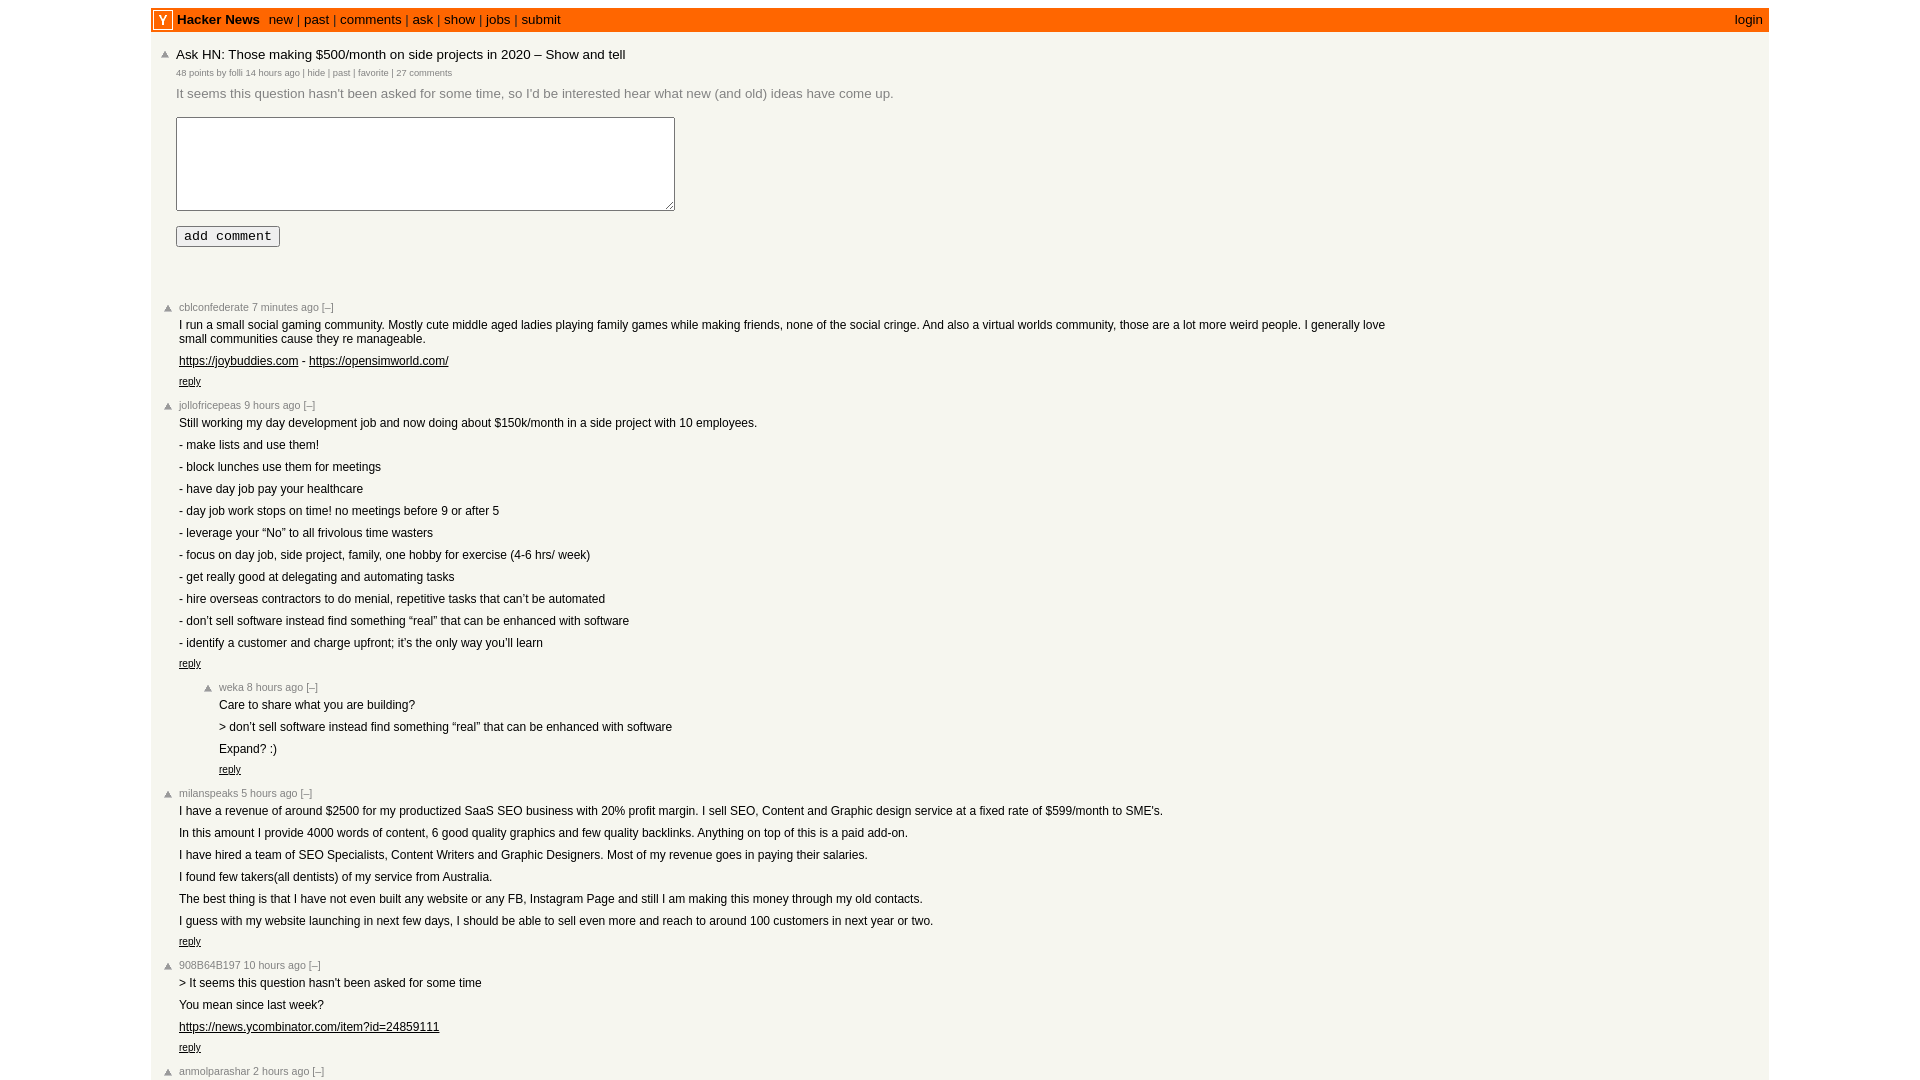 Y Hacker News new | past | comments | ask | show | jobs | submit login
Ask HN: Those making $500/month on side projects in 2020 – Show and tell
48 points by folli 14 hours ago | hide | past | favorite | 27 comments
It seems this question hasn't been asked for some time, so I'd be interested hear what new (and old) ideas have come up.
add comment
cblconfederate 7 minutes ago [–]
I run a small social gaming community. Mostly cute middle aged ladies playing family games while making friends, none of the social cringe. And also a virtual worlds community, those are a lot more weird people. I generally love
small communities cause they re manageable.
https://joybuddies.com - https://opensimworld.com/
reply
jollofricepeas 9 hours ago [–]
Still working my day development job and now doing about $150k/month in a side project with 10 employees.
- make lists and use them!
- block lunches use them for meetings
- have day job pay your healthcare
- day job work stops on time! no meetings before 9 or after 5
- leverage your “No” to all frivolous time wasters
- focus on day job, side project, family, one hobby for exercise (4-6 hrs/ week)
- get really good at delegating and automating tasks
- hire overseas contractors to do menial, repetitive tasks that can’t be automated
- don’t sell software instead find something “real” that can be enhanced with software
- identify a customer and charge upfront; it’s the only way you’ll learn
reply
weka 8 hours ago [–]
Care to share what you are building?
> don’t sell software instead find something “real” that can be enhanced with software
Expand? :)
reply
milanspeaks 5 hours ago [–]
I have a revenue of around $2500 for my productized SaaS SEO business with 20% profit margin. I sell SEO, Content and Graphic design service at a fixed rate of $599/month to SME's.
In this amount I provide 4000 words of content, 6 good quality graphics and few quality backlinks. Anything on top of this is a paid add-on.
I have hired a team of SEO Specialists, Content Writers and Graphic Designers. Most of my revenue goes in paying their salaries.
I found few takers(all dentists) of my service from Australia.
The best thing is that I have not even built any website or any FB, Instagram Page and still I am making this money through my old contacts.
I guess with my website launching in next few days, I should be able to sell even more and reach to around 100 customers in next year or two.
reply
908B64B197 10 hours ago [–]
> It seems this question hasn't been asked for some time
You mean since last week?
https://news.ycombinator.com/item?id=24859111
reply
anmolparashar 2 hours ago [–]